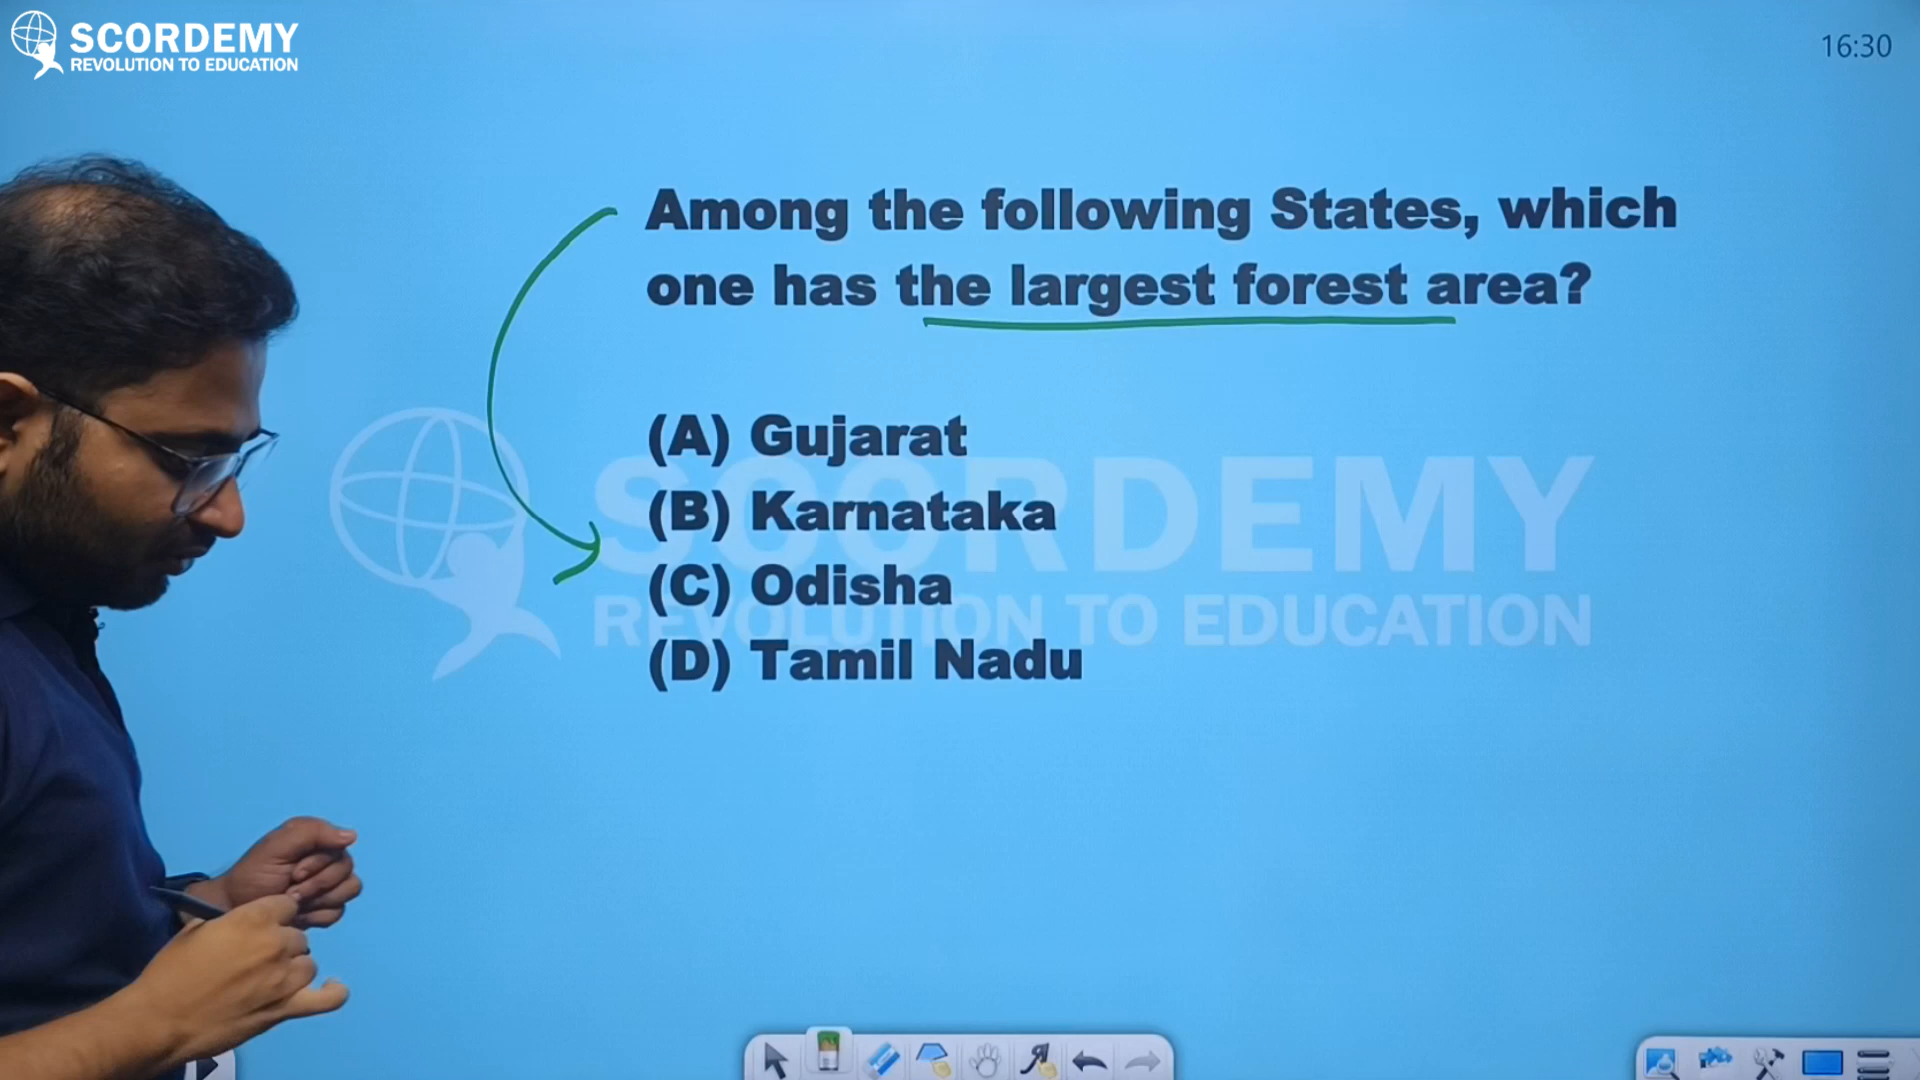 SCORDEMY
REVOLUTION TO EDUCATION
16:30
Among the following States, which
one has the largest forest area?
(A) Gujarat
(B) Karnataka
(C) Odisha
(D) Tamil Nadu
SCORDEMY
REVOLUTION TO EDUCATION